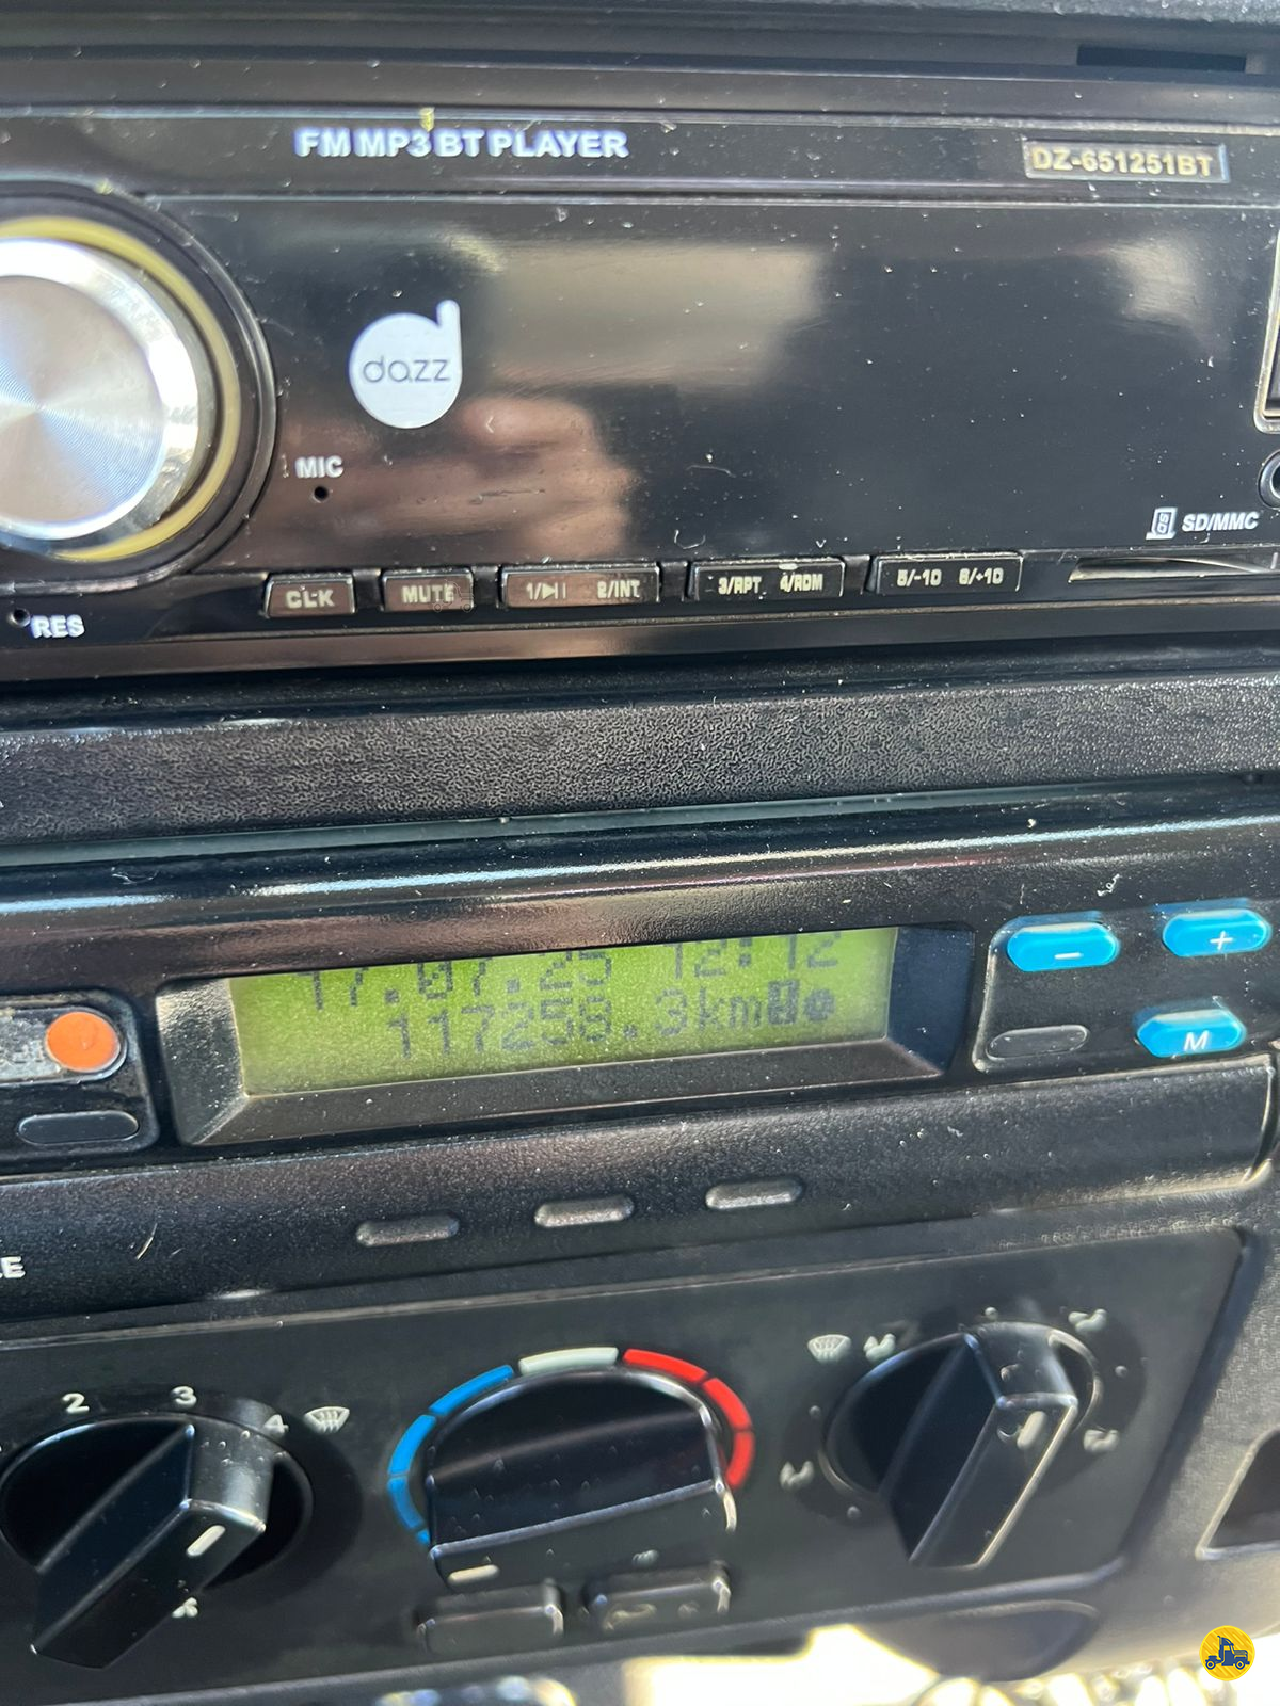 FM MP3 BT PLAYER
DZ-651251BT
dazz
MIC
SD/MMC
CLK MUTE 1/⏯ 2/INT 3/RPT 4/RDM 5/-10 6/+10
RES
17.07.25 12:12
117258.3km
- +
M
2 3 4